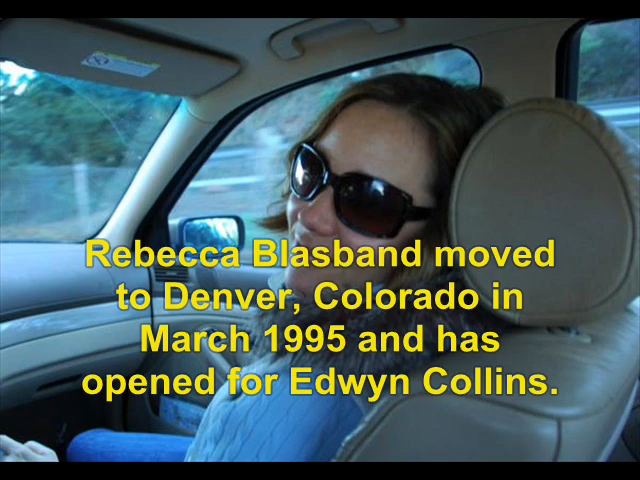 Rebecca Blasband moved
to Denver, Colorado in
March 1995 and has
opened for Edwyn Collins.